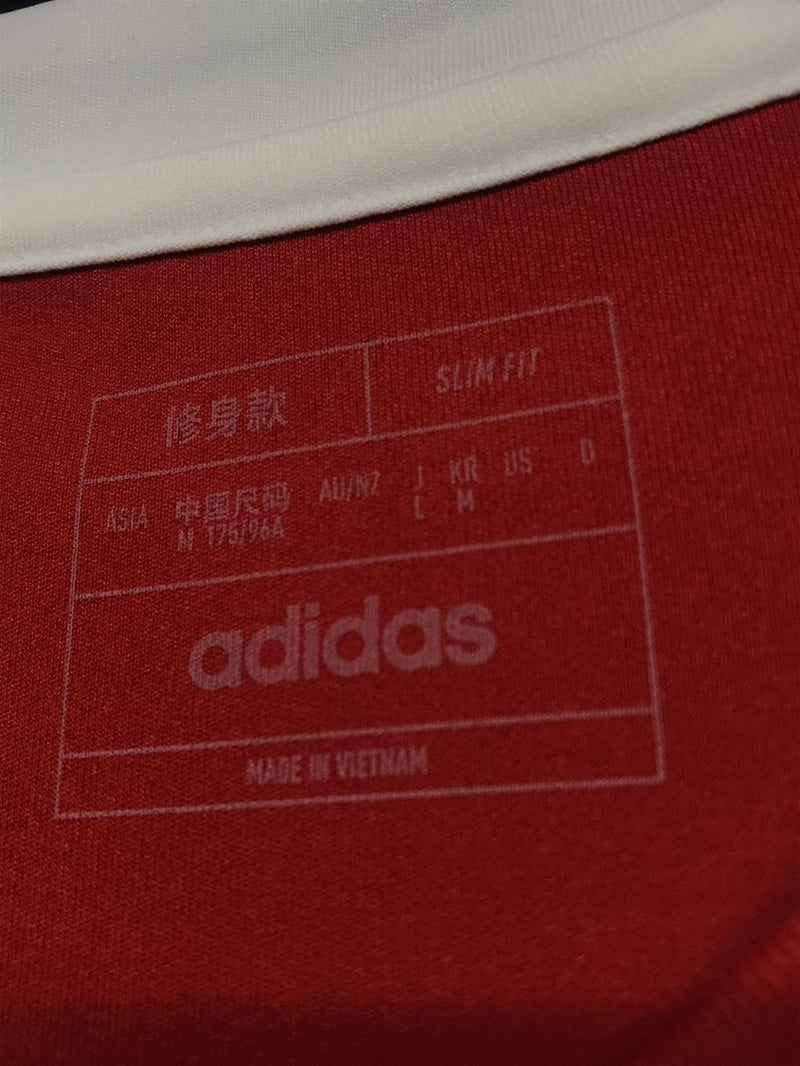 修身款 SLIM FIT
ASIA 中国尺码 AU/NZ J KR US D
M 175/96A L M
adidas
MADE IN VIETNAM